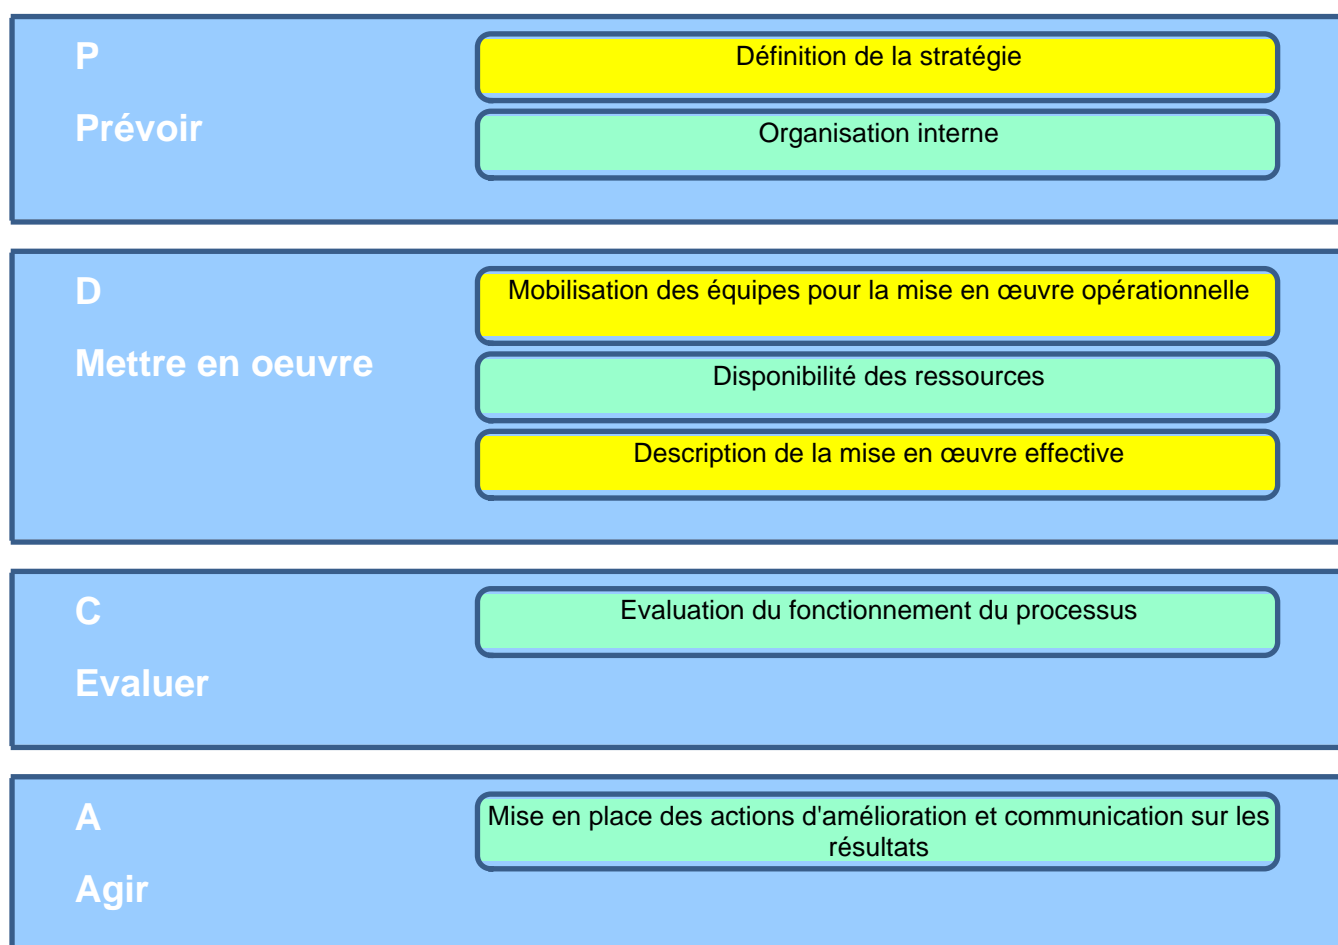 P
Prévoir
Définition de la stratégie
Organisation interne
D
Mettre en oeuvre
Mobilisation des équipes pour la mise en œuvre opérationnelle
Disponibilité des ressources
Description de la mise en œuvre effective
C
Evaluer
Evaluation du fonctionnement du processus
A
Agir
Mise en place des actions d'amélioration et communication sur les
résultats